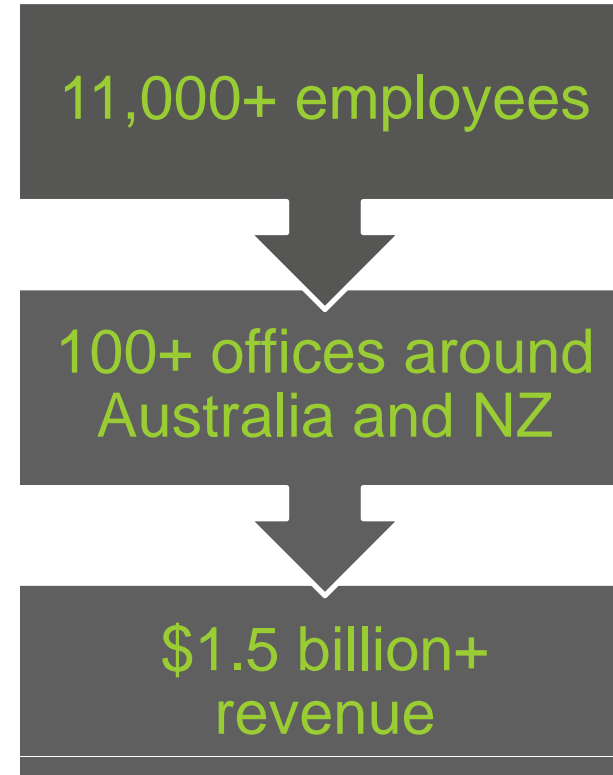 11,000+ employees
100+ offices around
Australia and NZ
$1.5 billion+
revenue